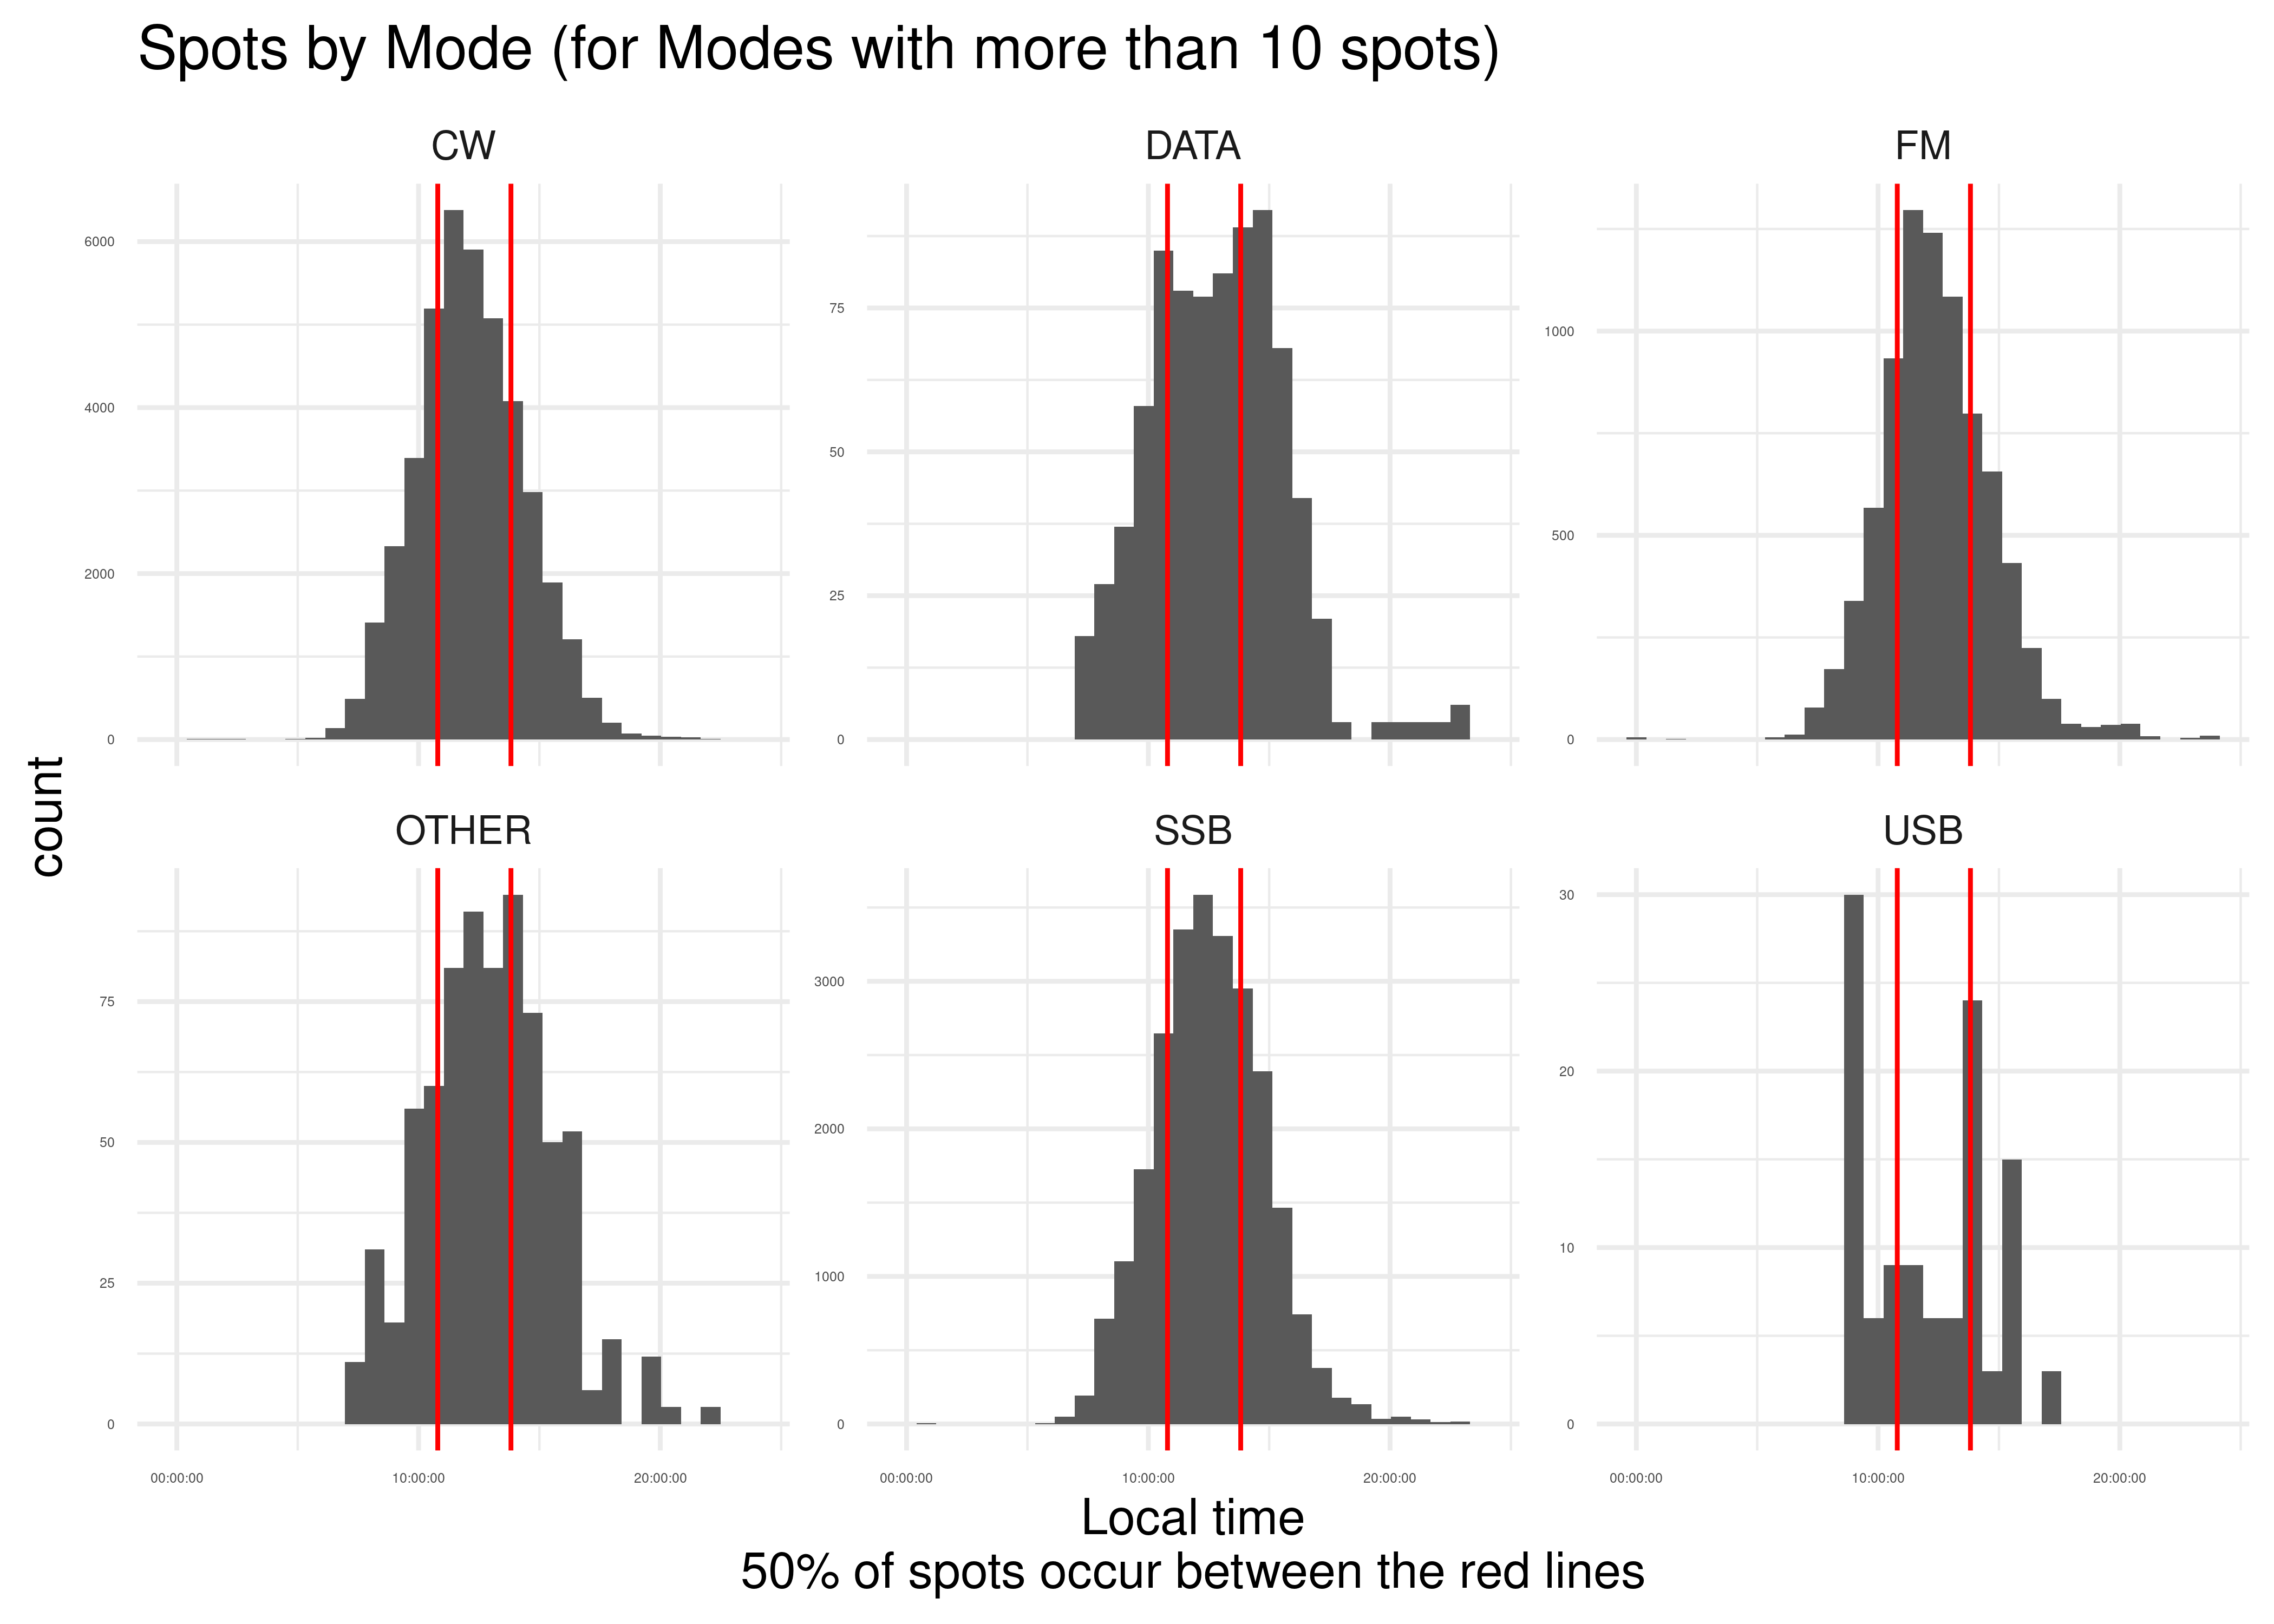 Spots by Mode (for Modes with more than 10 spots)
CW
DATA
FM
6000
4000
2000
0
75
50
25
0
1000
500
0
count
OTHER
SSB
USB
75
50
25
0
3000
2000
1000
0
30
20
10
0
00:00:00 10:00:00 20:00:00
00:00:00 10:00:00 20:00:00
00:00:00 10:00:00 20:00:00
Local time
50% of spots occur between the red lines